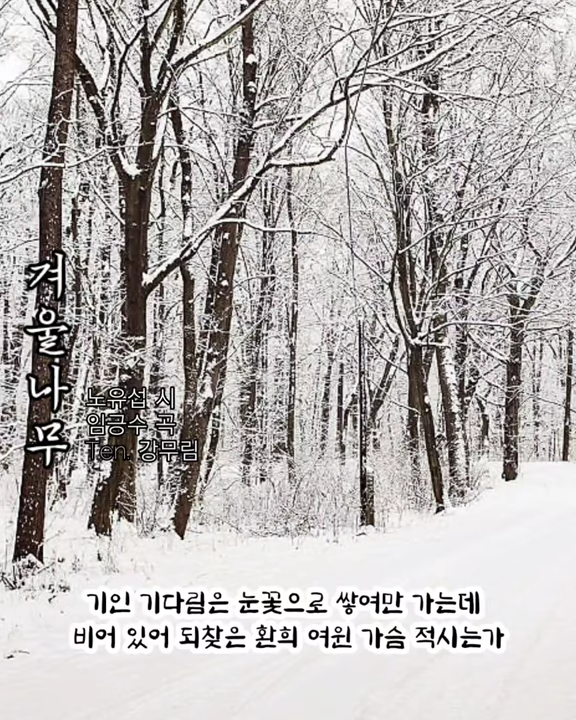 겨울나무
노유섭 시
임긍수 곡
Ten. 강무림
기인 기다림은 눈꽃으로 쌓여만 가는데
비어 있어 되찾은 환희 여윈 가슴 적시는가